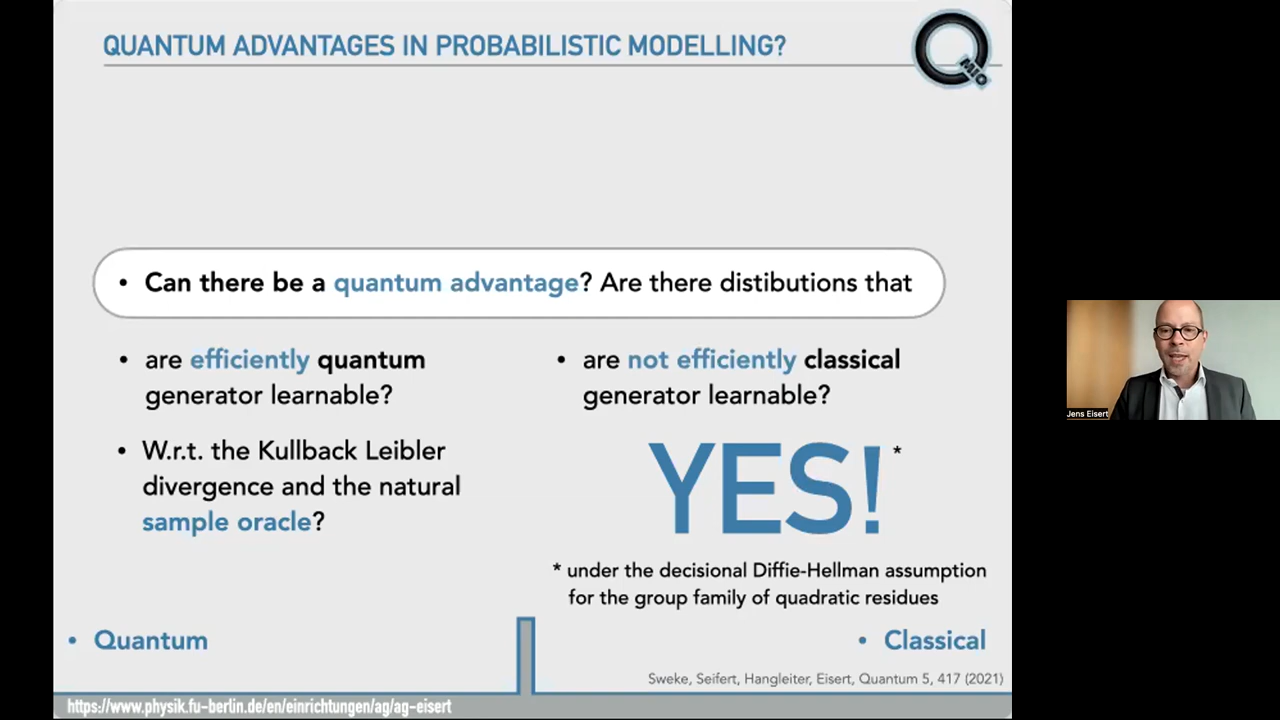 QUANTUM ADVANTAGES IN PROBABILISTIC MODELLING?
QMIO
• Can there be a quantum advantage? Are there distibutions that
• are efficiently quantum
generator learnable?
• W.r.t. the Kullback Leibler
divergence and the natural
sample oracle?
• are not efficiently classical
generator learnable?
YES!*
* under the decisional Diffie-Hellman assumption
for the group family of quadratic residues
• Quantum
• Classical
Sweke, Seifert, Hangleiter, Eisert, Quantum 5, 417 (2021)
https://www.physik.fu-berlin.de/en/einrichtungen/ag/ag-eisert
Jens Eisert